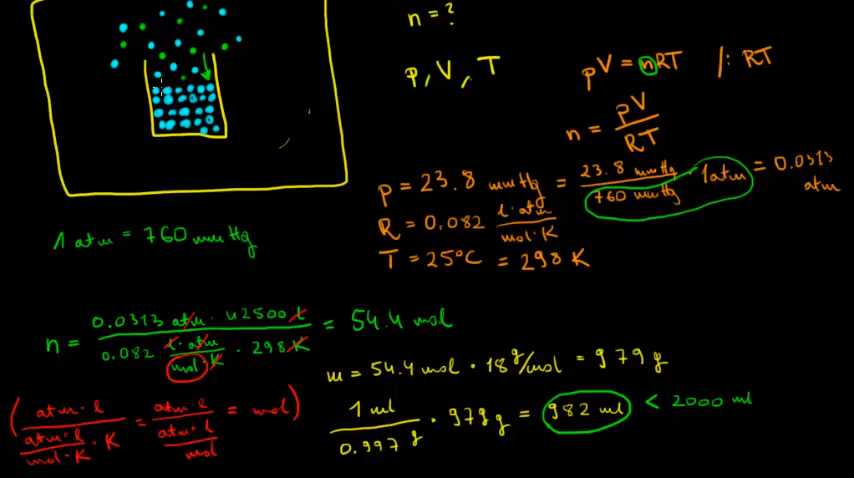 n = ?
p, V, T
pV = nRT /: RT
n = pV / RT
p = 23.8 mmHg = 23.8 mmHg / 760 mmHg · 1atm = 0.0313 atm
R = 0.082 l·atm / mol·K
T = 25°C = 298 K
1 atm = 760 mmHg
n = 0.0313 atm · 42500 l / 0.082 l·atm / mol·K · 298 K = 54.4 mol
m = 54.4 mol · 18 g/mol = 979 g
( atm·l / atm·l / mol·K · K = atm·l / atm·l / mol = mol )
1 ml / 0.997 g · 979 g = 982 ml < 2000 ml